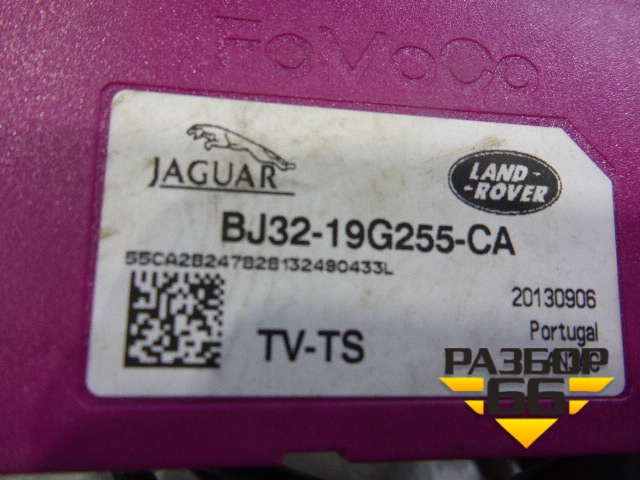 FoMoCo
JAGUAR
LAND-
-ROVER
BJ32-19G255-CA
55CA2B247828132490433L
20130906
TV-TS
Portugal
РАЗБОР
66